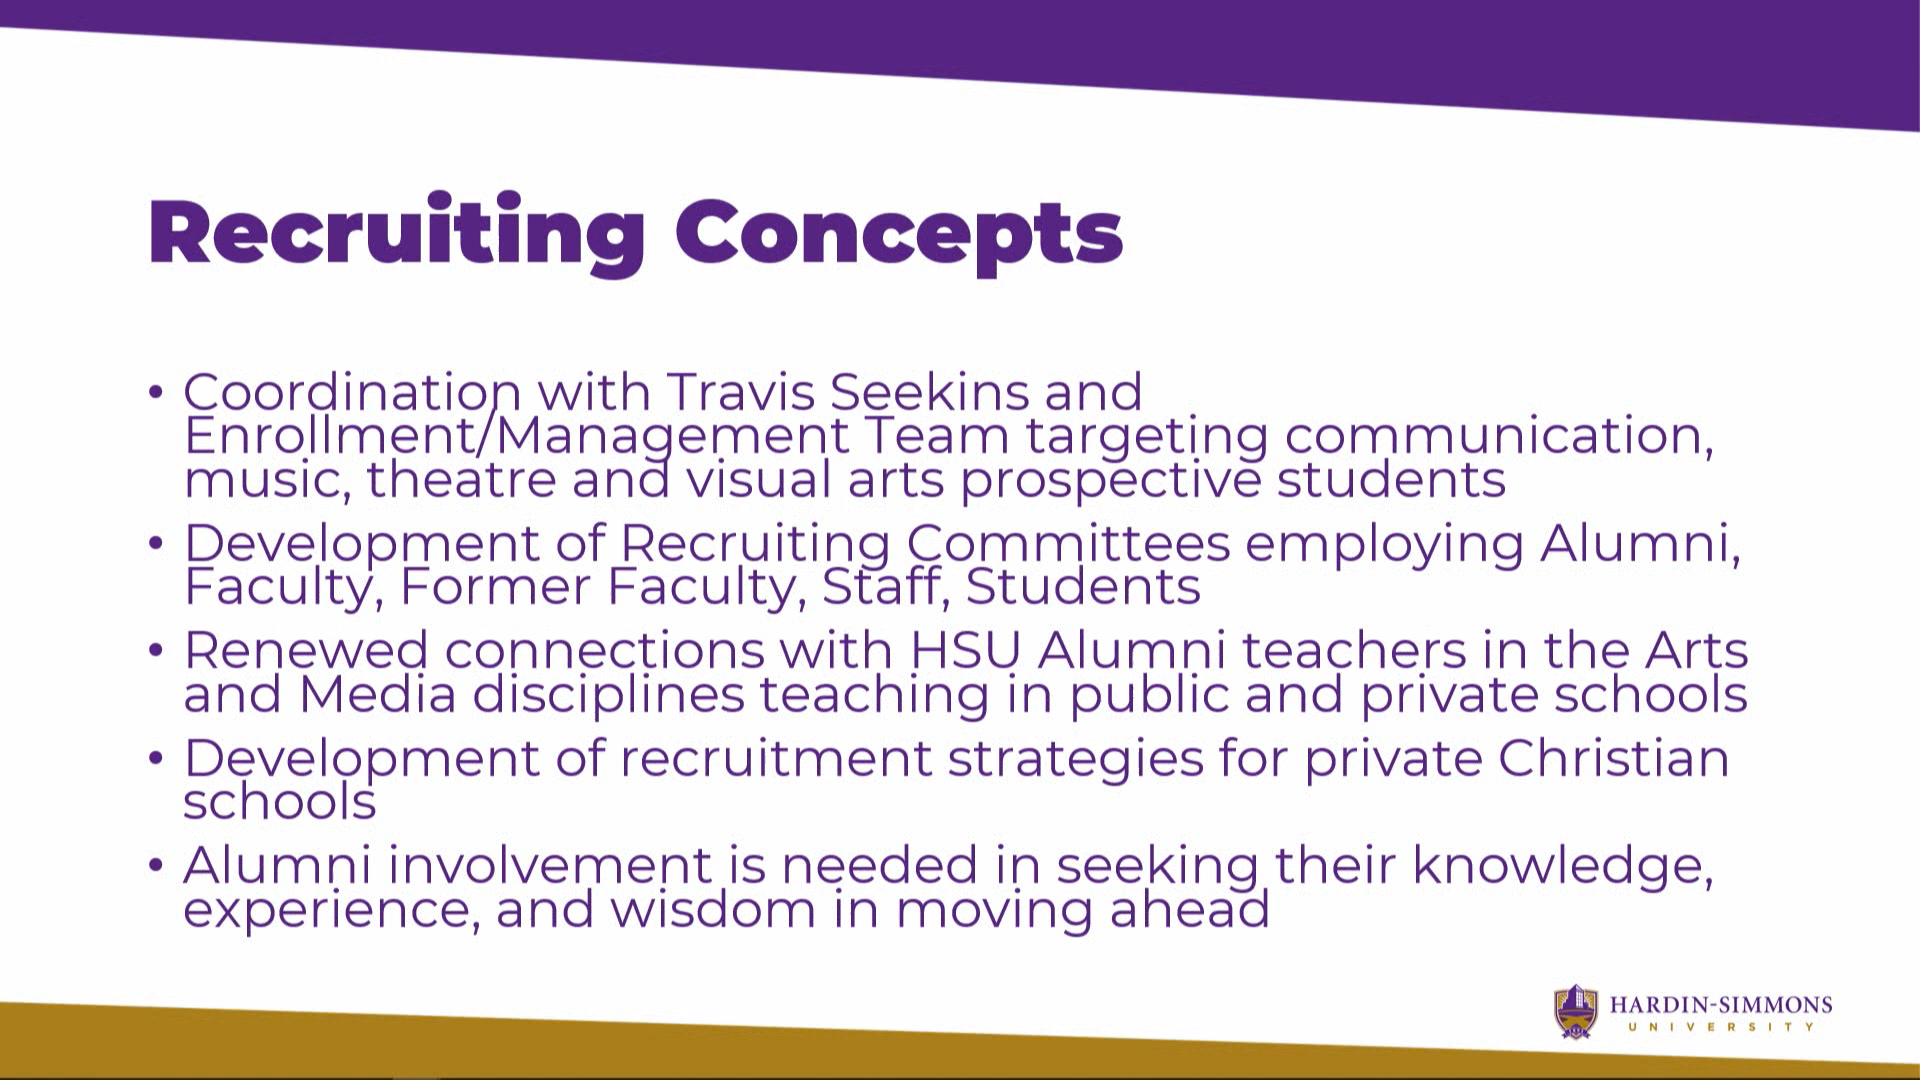 Recruiting Concepts
• Coordination with Travis Seekins and
Enrollment/Management Team targeting communication,
music, theatre and visual arts prospective students
• Development of Recruiting Committees employing Alumni,
Faculty, Former Faculty, Staff, Students
• Renewed connections with HSU Alumni teachers in the Arts
and Media disciplines teaching in public and private schools
• Development of recruitment strategies for private Christian
schools
• Alumni involvement is needed in seeking their knowledge,
experience, and wisdom in moving ahead
HARDIN-SIMMONS
UNIVERSITY